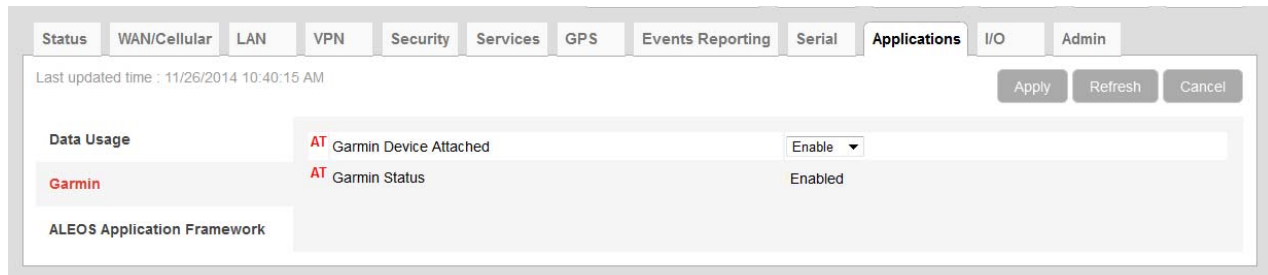 Status WAN/Cellular LAN VPN Security Services GPS Events Reporting Serial Applications I/O Admin
Last updated time : 11/26/2014 10:40:15 AM
Apply Refresh Cancel
Data Usage
Garmin
ALEOS Application Framework
AT Garmin Device Attached Enable
AT Garmin Status Enabled